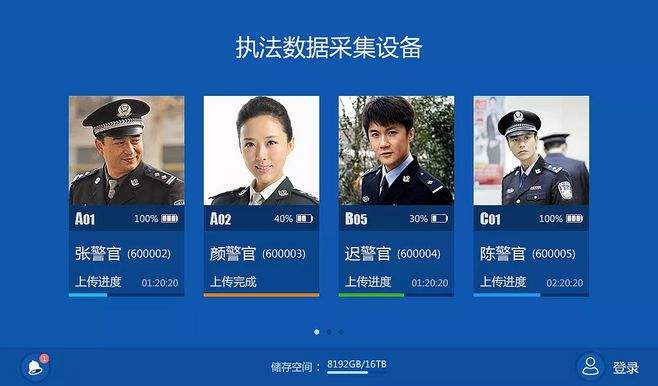 执法数据采集设备
A01 100%
A02 40%
B05 30%
C01 100%
张警官 (600002)
颜警官 (600003)
迟警官 (600004)
陈警官 (600005)
上传进度 01:20:20
上传完成
上传进度 01:20:20
上传进度 02:20:20
1
储存空间： 8192GB/16TB
登录